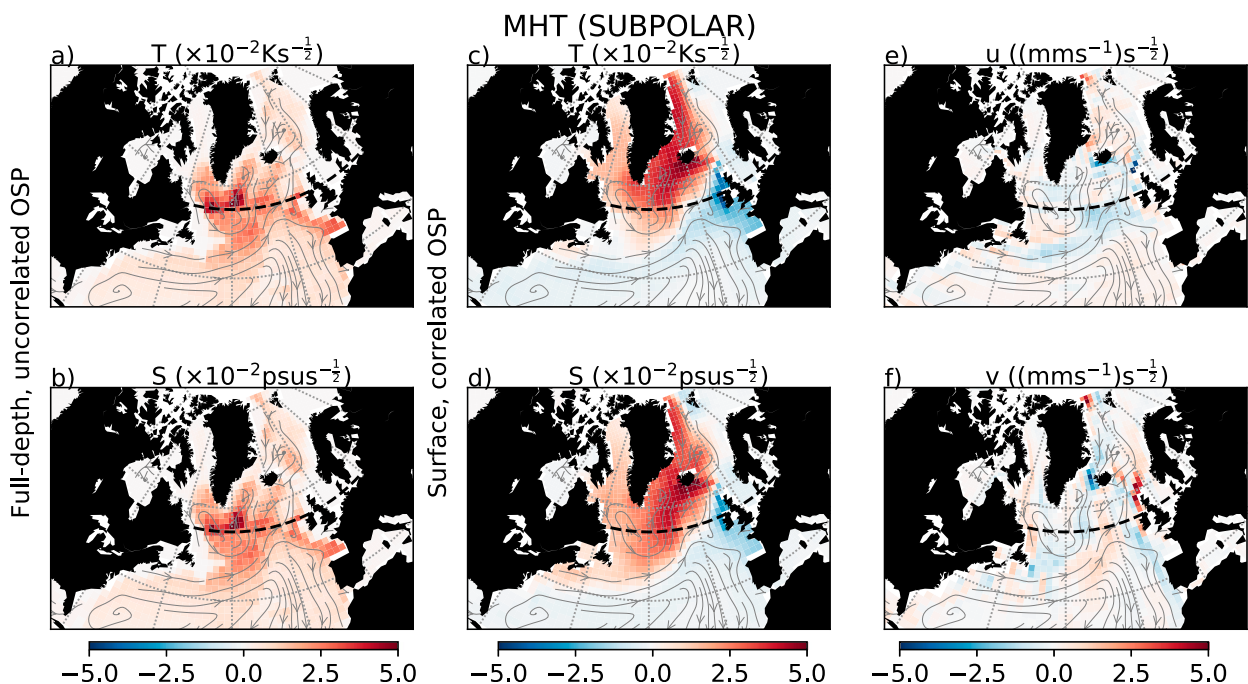 MHT (SUBPOLAR)
a) T (×10⁻²Ks^{-1/2})
c) T (×10⁻²Ks^{-1/2})
e) u ((mms⁻¹)s^{-1/2})
Full-depth, uncorrelated OSP
Surface, correlated OSP
b) S (×10⁻²psus^{-1/2})
d) S (×10⁻²psus^{-1/2})
f) v ((mms⁻¹)s^{-1/2})
−5.0 −2.5 0.0 2.5 5.0
−5.0 −2.5 0.0 2.5 5.0
−5.0 −2.5 0.0 2.5 5.0